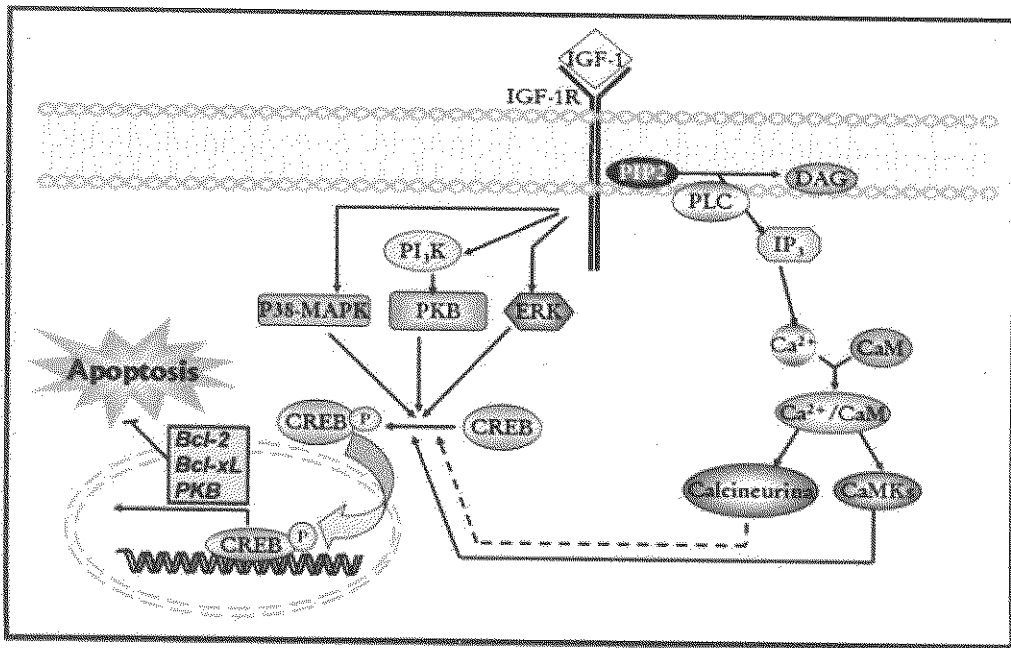 IGF-1
IGF-1R
PIP2
DAG
PLC
IP₃
PI₃K
P38-MAPK
PKB
ERK
Ca²⁺
CaM
Apoptosis
Ca²⁺/CaM
CREB
P
CREB
Bcl-2
Bcl-xL
PKB
Calcineurina
CaMKs
CREB
P